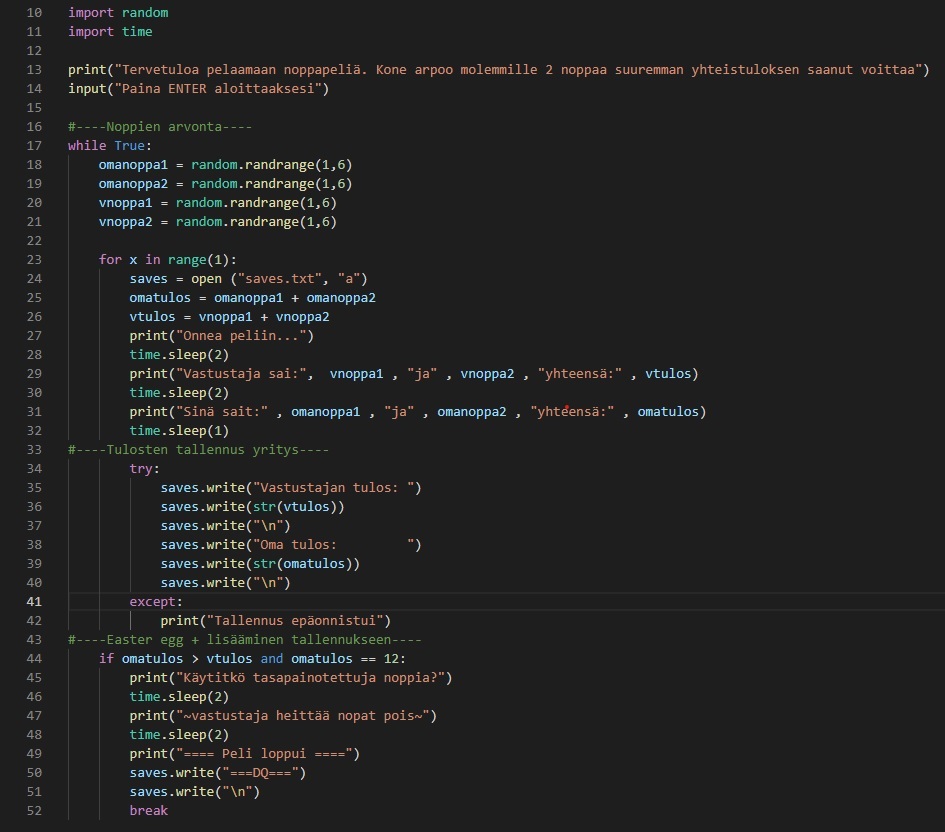 10 import random
11 import time
12
13 print("Tervetuloa pelaamaan noppapeliä. Kone arpoo molemmille 2 noppaa suuremman yhteistuloksen saanut voittaa")
14 input("Paina ENTER aloittaaksesi")
15
16 #----Noppien arvonta----
17 while True:
18     omanoppa1 = random.randrange(1,6)
19     omanoppa2 = random.randrange(1,6)
20     vnoppa1 = random.randrange(1,6)
21     vnoppa2 = random.randrange(1,6)
22
23     for x in range(1):
24         saves = open ("saves.txt", "a")
25         omatulos = omanoppa1 + omanoppa2
26         vtulos = vnoppa1 + vnoppa2
27         print("Onnea peliin...")
28         time.sleep(2)
29         print("Vastustaja sai:",  vnoppa1 , "ja" , vnoppa2 , "yhteensä:" , vtulos)
30         time.sleep(2)
31         print("Sinä sait:" , omanoppa1 , "ja" , omanoppa2 , "yhteensä:" , omatulos)
32         time.sleep(1)
33 #----Tulosten tallennus yritys----
34         try:
35             saves.write("Vastustajan tulos: ")
36             saves.write(str(vtulos))
37             saves.write("\n")
38             saves.write("Oma tulos:         ")
39             saves.write(str(omatulos))
40             saves.write("\n")
41         except:
42             print("Tallennus epäonnistui")
43 #----Easter egg + lisääminen tallennukseen----
44     if omatulos > vtulos and omatulos == 12:
45         print("Käytitkö tasapainotettuja noppia?")
46         time.sleep(2)
47         print("~vastustaja heittää nopat pois~")
48         time.sleep(2)
49         print("==== Peli loppui ====")
50         saves.write("===DQ===")
51         saves.write("\n")
52         break